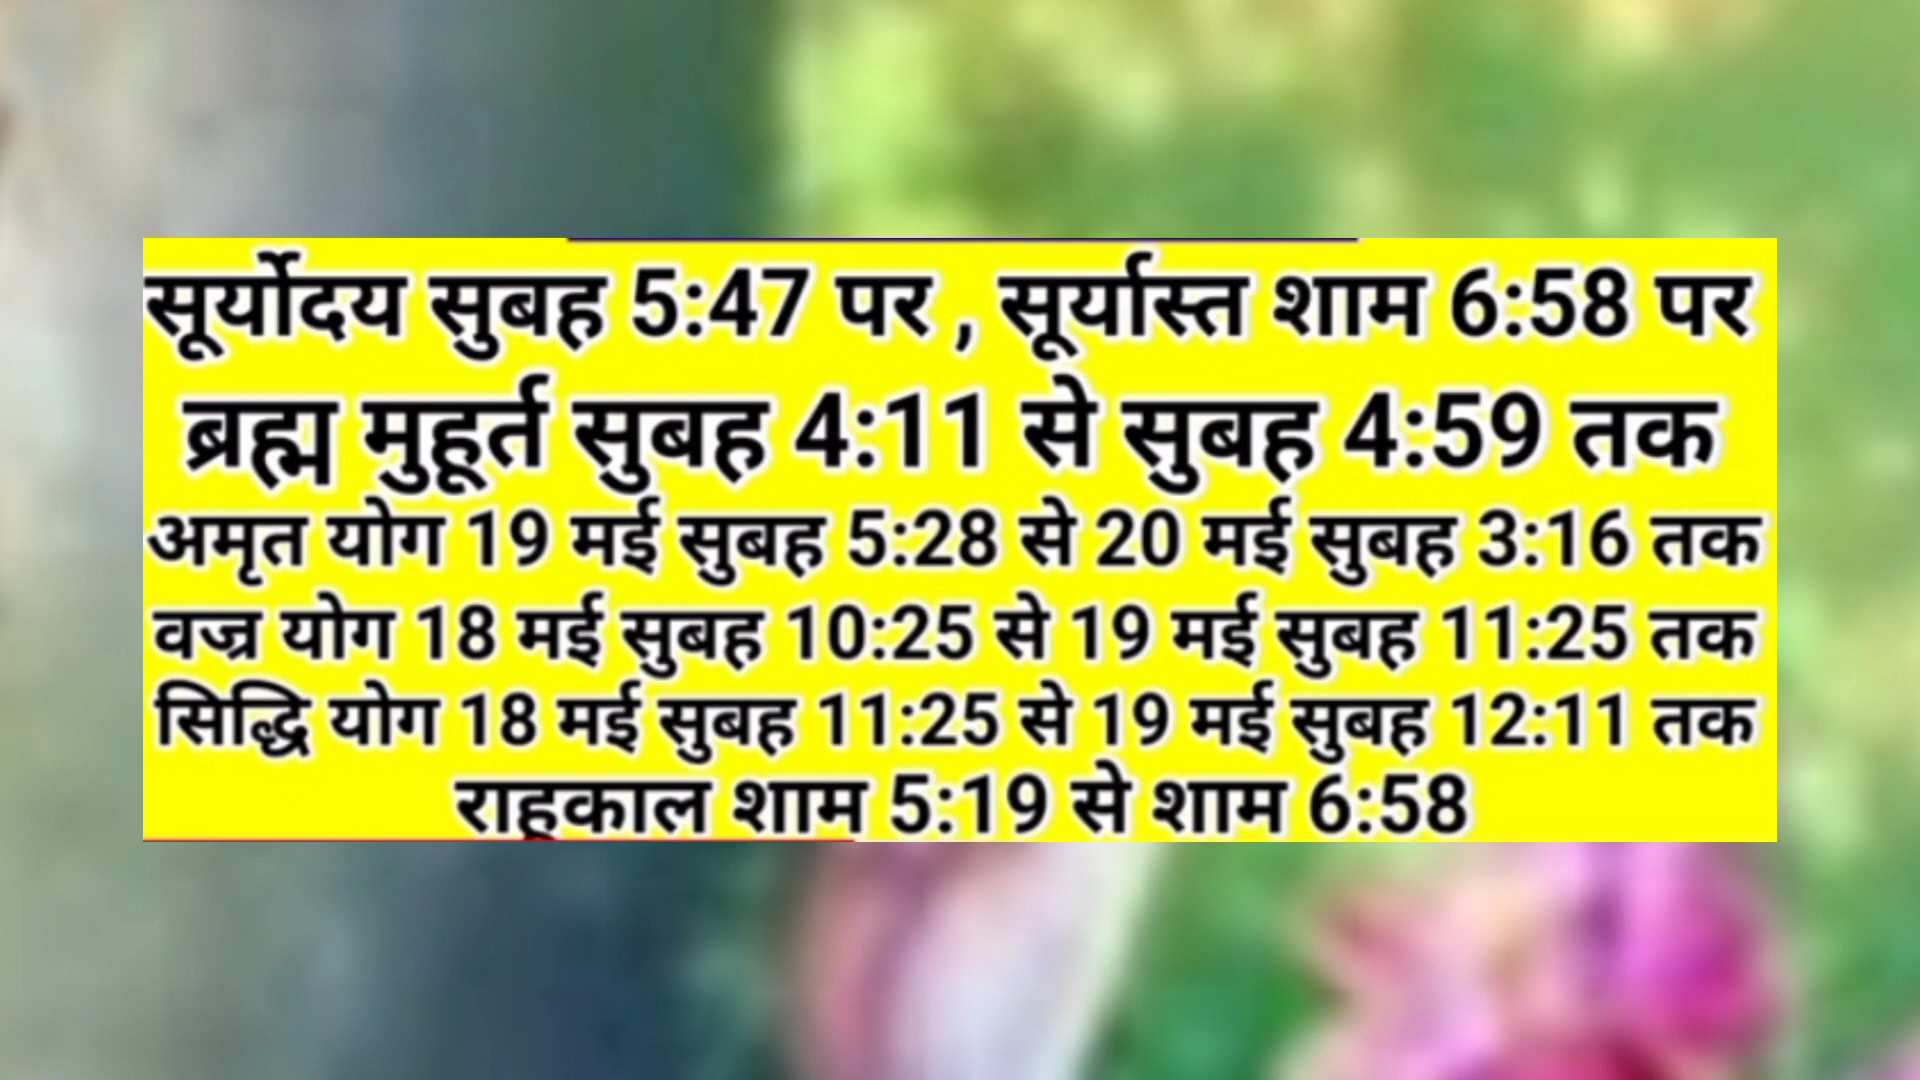 सूर्योदय सुबह 5:47 पर , सूर्यास्त शाम 6:58 पर
ब्रह्म मुहूर्त सुबह 4:11 से सुबह 4:59 तक
अमृत योग 19 मई सुबह 5:28 से 20 मई सुबह 3:16 तक
वज्र योग 18 मई सुबह 10:25 से 19 मई सुबह 11:25 तक
सिद्धि योग 18 मई सुबह 11:25 से 19 मई सुबह 12:11 तक
राहूकाल शाम 5:19 से शाम 6:58